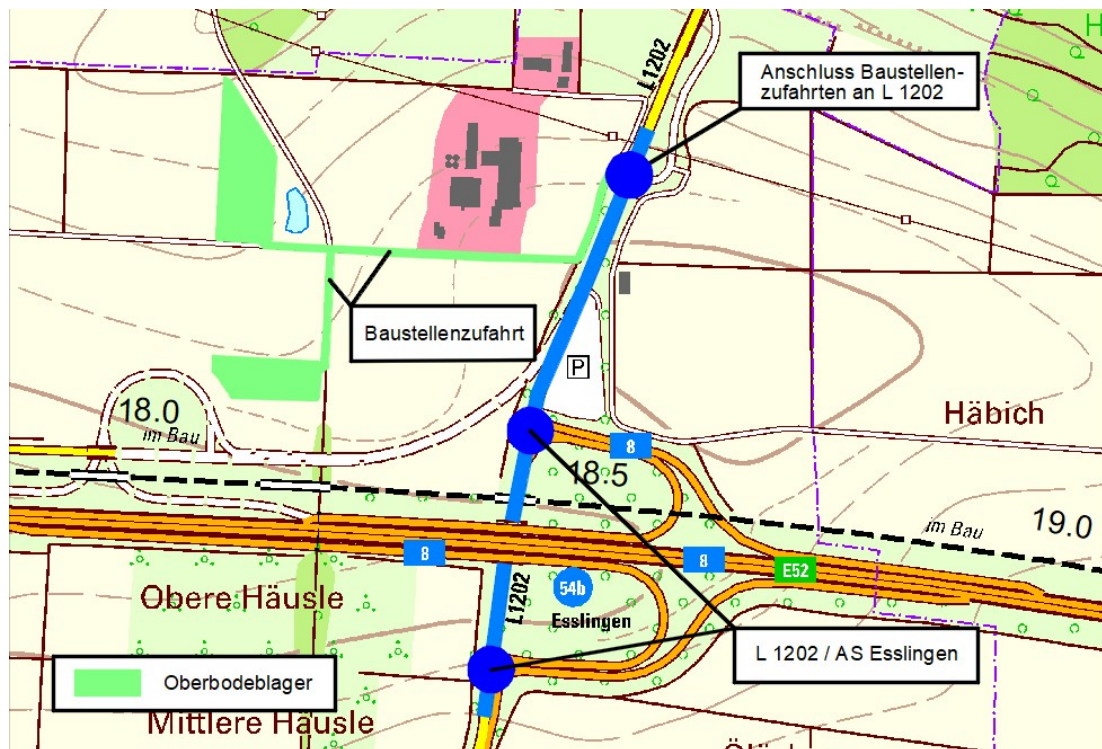 L 1202
H
Anschluss Baustellen-
zufahrten an L 1202
Baustellenzufahrt
P
Häbich
18.0
im Bau
8
18.5
im Bau
19.0
8
8
E52
54b
Esslingen
L1202
Obere Häusle
L 1202 / AS Esslingen
Oberbodeblager
Mittlere Häusle